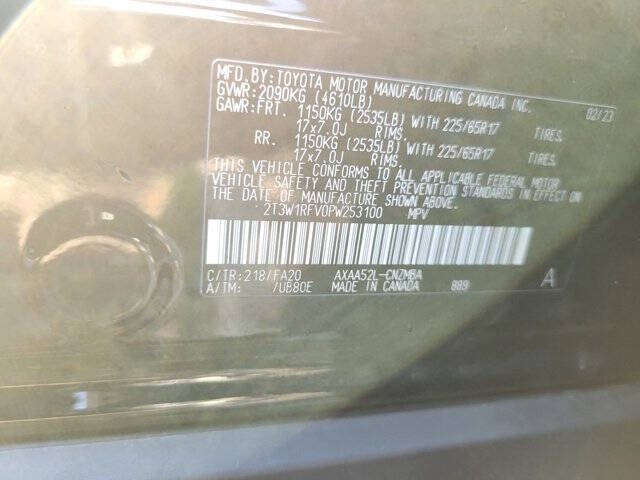 MFD. BY: TOYOTA MOTOR MANUFACTURING CANADA INC. 02/23
GVWR: 2090KG (4610LB)
GAWR: FRT. 1150KG (2535LB) WITH 225/65R17 TIRES.
17x7.0J RIMS.
RR. 1150KG (2535LB) WITH 225/65R17 TIRES.
17x7.0J RIMS.
THIS VEHICLE CONFORMS TO ALL APPLICABLE FEDERAL MOTOR
VEHICLE SAFETY AND THEFT PREVENTION STANDARDS IN EFFECT ON
THE DATE OF MANUFACTURE SHOWN ABOVE.
2T3W1RFV0PW253100 MPV
C/TR: 218/FA20 AXAA52L-CNZMBA
A/TM: /UB80E MADE IN CANADA 889 A